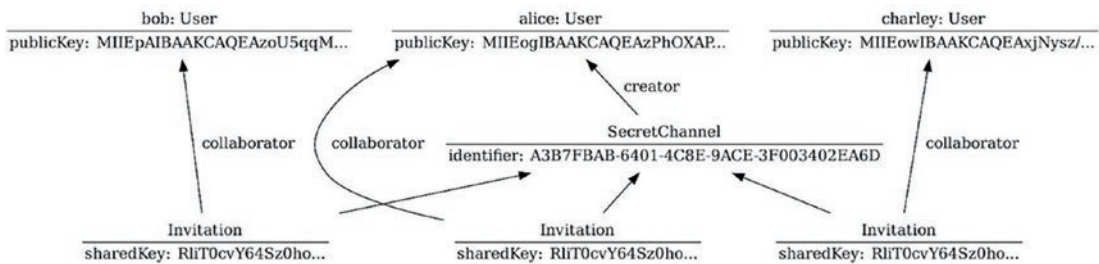 bob: User
publicKey: MIIEpAIBAAKCAQEAzoU5qqM...
alice: User
publicKey: MIIEogIBAAKCAQEAzPhOXAP...
charley: User
publicKey: MIIEowIBAAKCAQEAxjNysz/...
creator
collaborator
collaborator
collaborator
SecretChannel
identifier: A3B7FBAB-6401-4C8E-9ACE-3F003402EA6D
Invitation
sharedKey: RliT0cvY64Sz0ho...
Invitation
sharedKey: RliT0cvY64Sz0ho...
Invitation
sharedKey: RliT0cvY64Sz0ho...